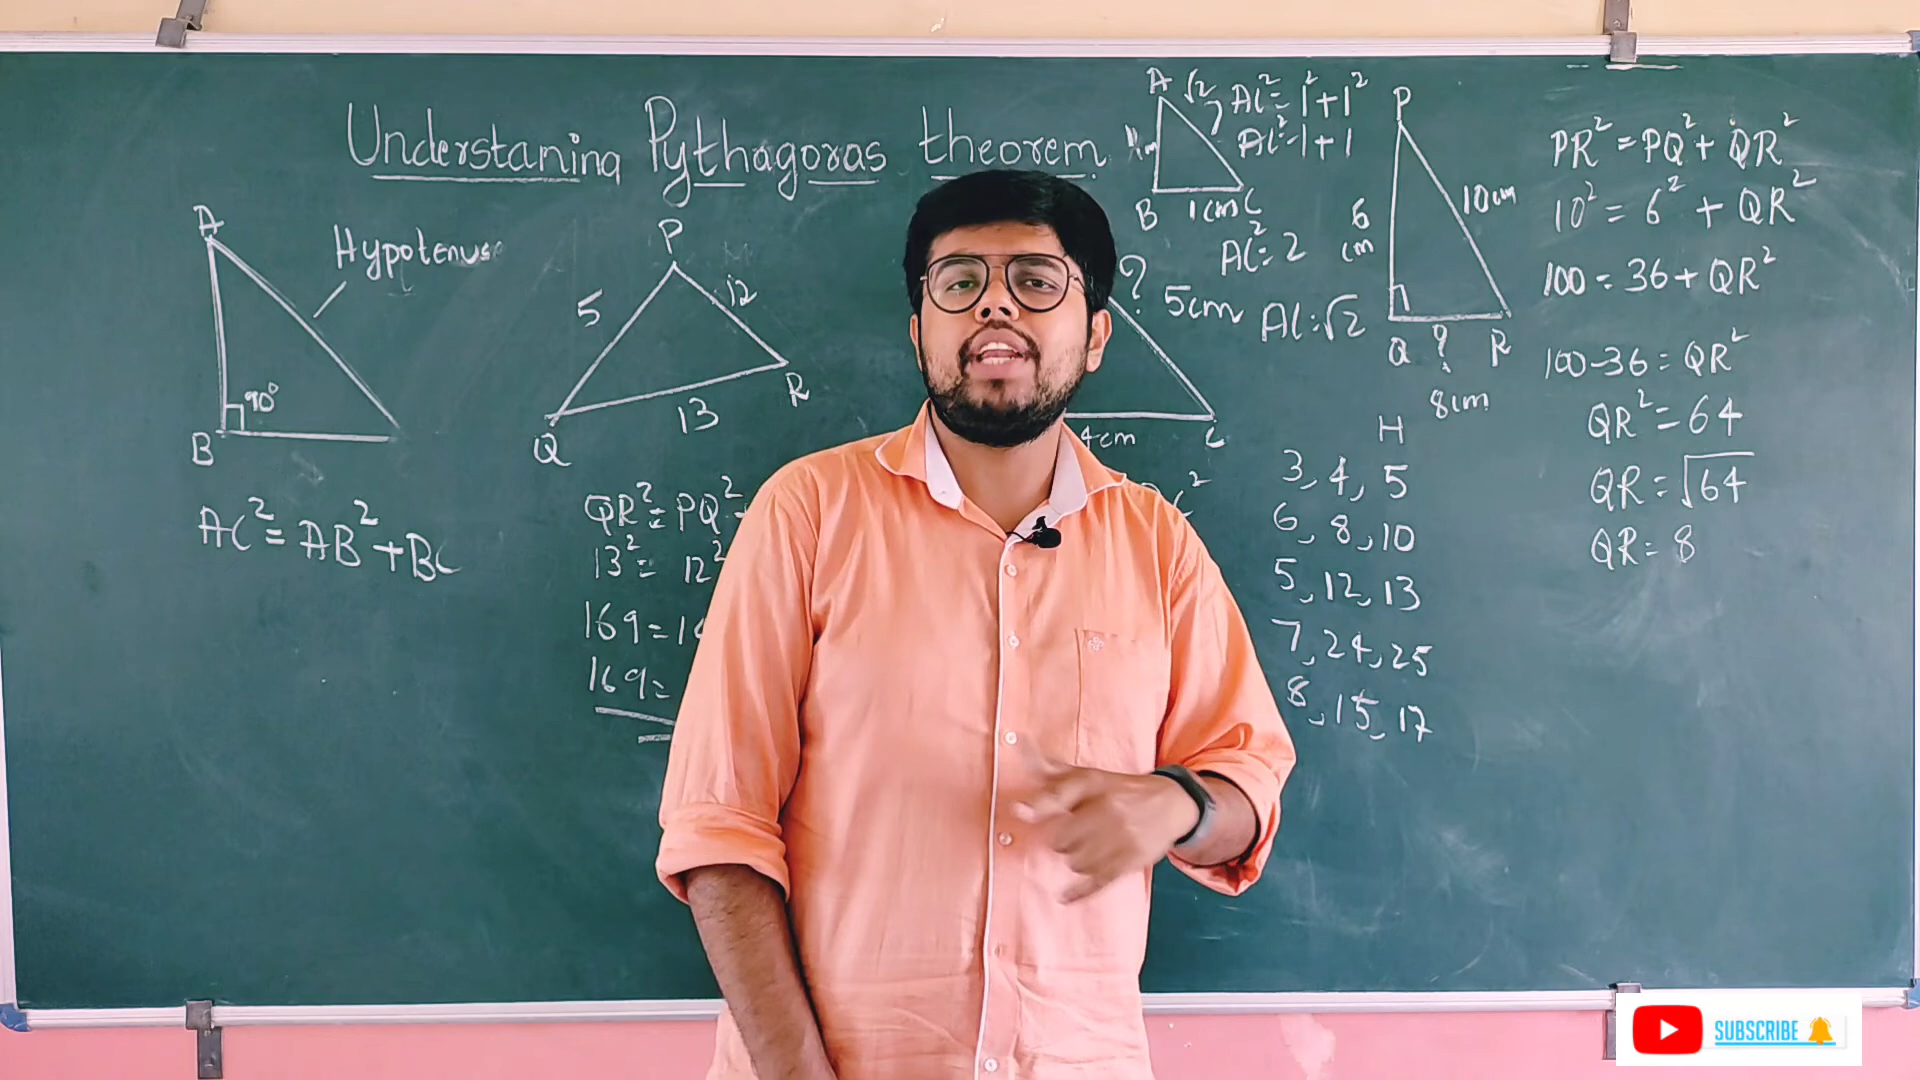 Understaning Pythagoras theorem.
A
Hypotenuse
90°
B
AC²=AB²+BC
P
5
12
13
Q
R
QR²=PQ²
13²= 12²
169=14
169=
?
5cm
4cm
C
A
√2
?
B
1cm
C
AC²=1²+1²
AC²=1+1
AC²=2
AC=√2
P
6
cm
10cm
Q
?
R
8cm
H
3, 4, 5
6, 8, 10
5, 12, 13
7, 24, 25
8, 15, 17
PR²=PQ²+QR²
10²=6²+QR²
100=36+QR²
100-36=QR²
QR²=64
QR=√64
QR=8
SUBSCRIBE